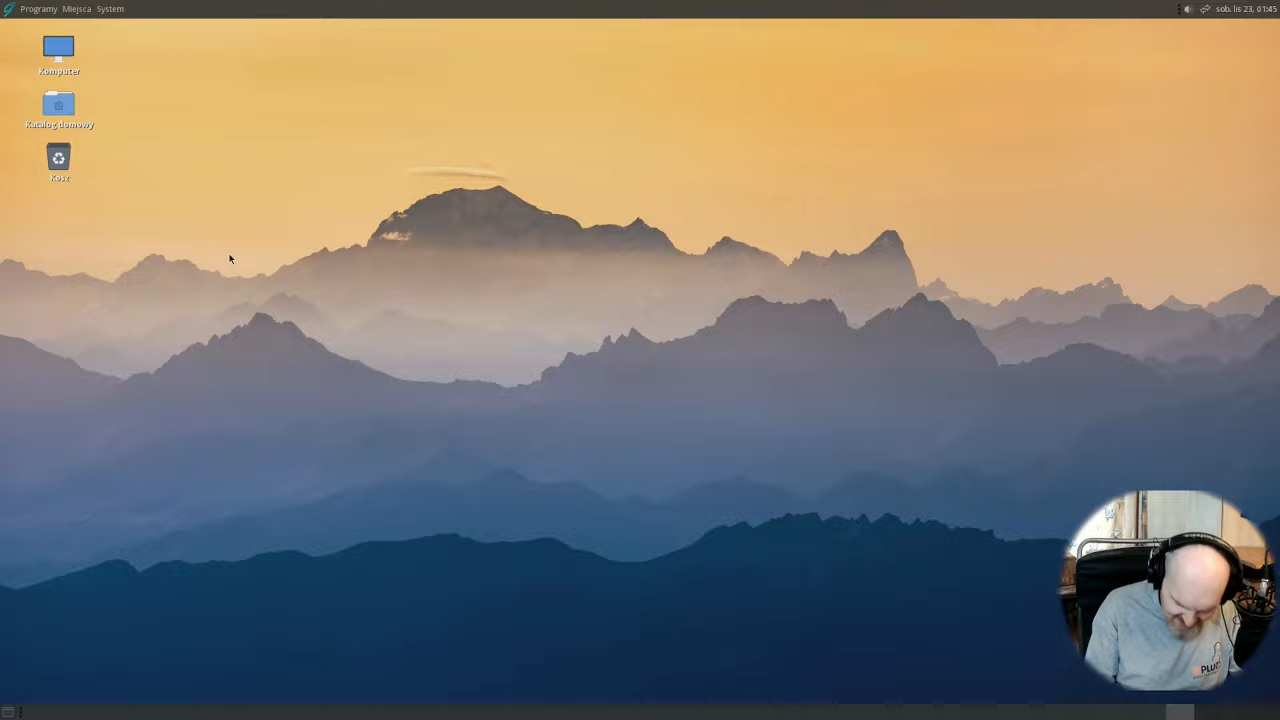 Programy Miejsca System
sob. lis 23, 01:45
Komputer
Katalog domowy
Kosz
PLUG